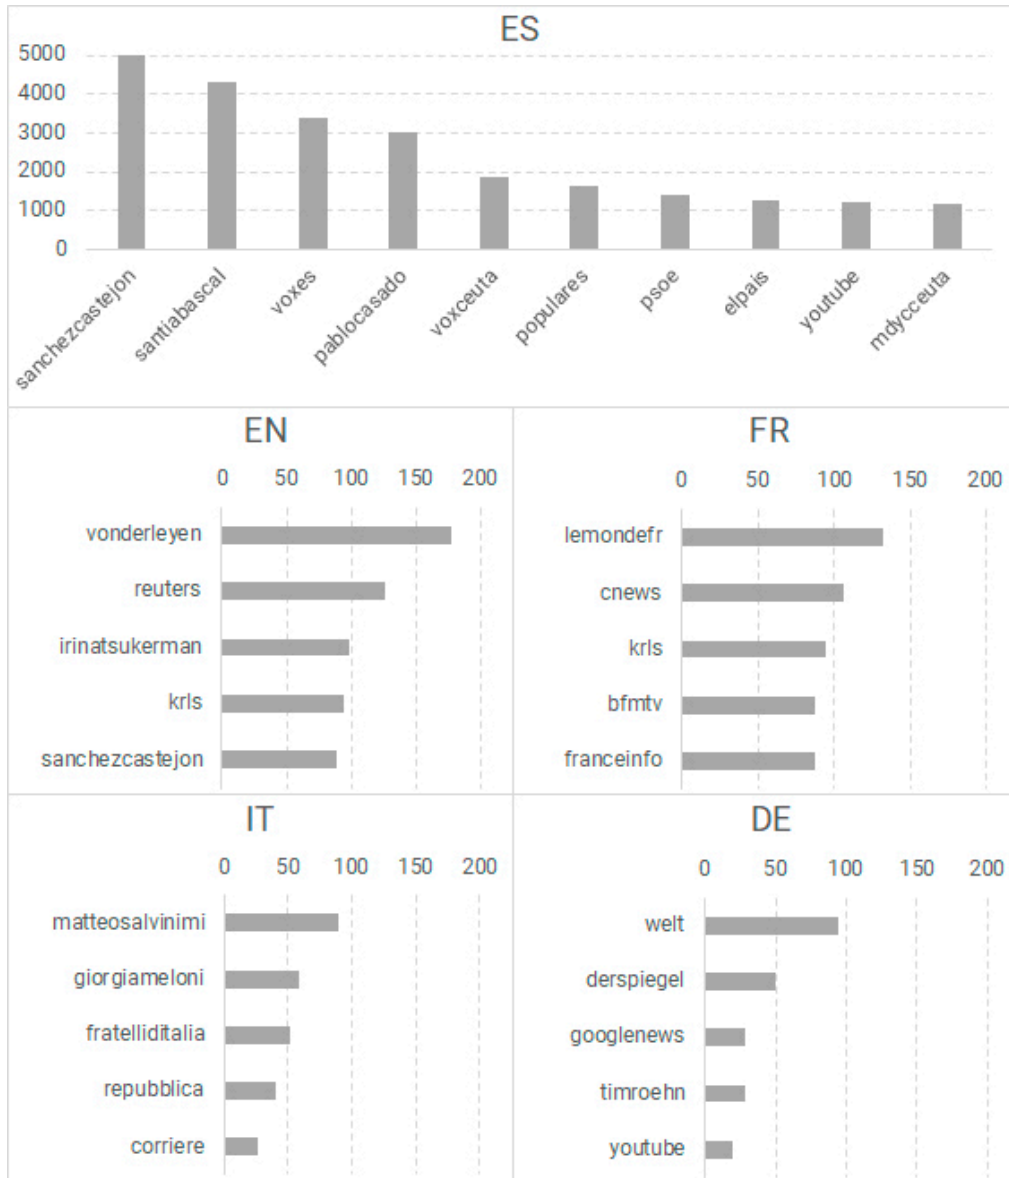 ES
5000
4000
3000
2000
1000
0
sanchezcastejon
santiabascal
voxes
pablocasado
voxceuta
populares
psoe
elpais
youtube
mdycceuta
EN
0 50 100 150 200
vonderleyen
reuters
irinatsukerman
krls
sanchezcastejon
FR
0 50 100 150 200
lemondefr
cnews
krls
bfmtv
franceinfo
IT
0 50 100 150 200
matteosalvinimi
giorgiameloni
fratelliditalia
repubblica
corriere
DE
0 50 100 150 200
welt
derspiegel
googlenews
timroehn
youtube